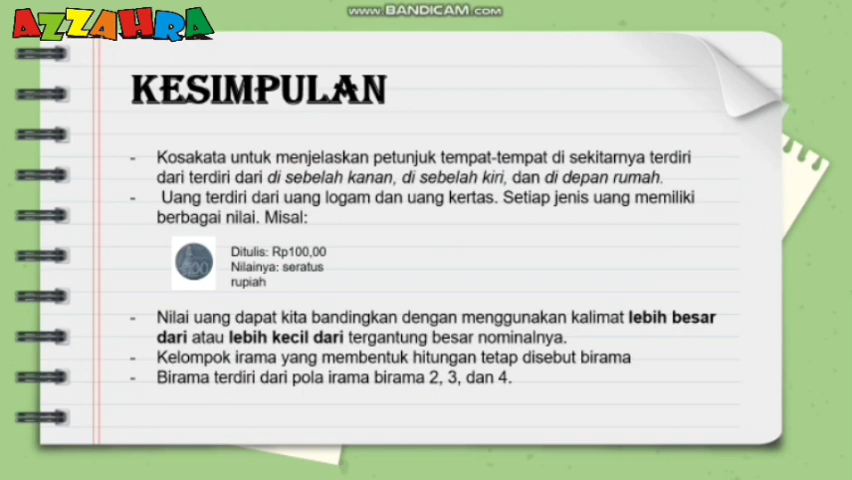 www.BANDICAM.com
AZZAHRA
KESIMPULAN
- Kosakata untuk menjelaskan petunjuk tempat-tempat di sekitarnya terdiri
dari terdiri dari di sebelah kanan, di sebelah kiri, dan di depan rumah.
- Uang terdiri dari uang logam dan uang kertas. Setiap jenis uang memiliki
berbagai nilai. Misal:
100
Ditulis: Rp100,00
Nilainya: seratus
rupiah
- Nilai uang dapat kita bandingkan dengan menggunakan kalimat lebih besar
dari atau lebih kecil dari tergantung besar nominalnya.
- Kelompok irama yang membentuk hitungan tetap disebut birama
- Birama terdiri dari pola irama birama 2, 3, dan 4.